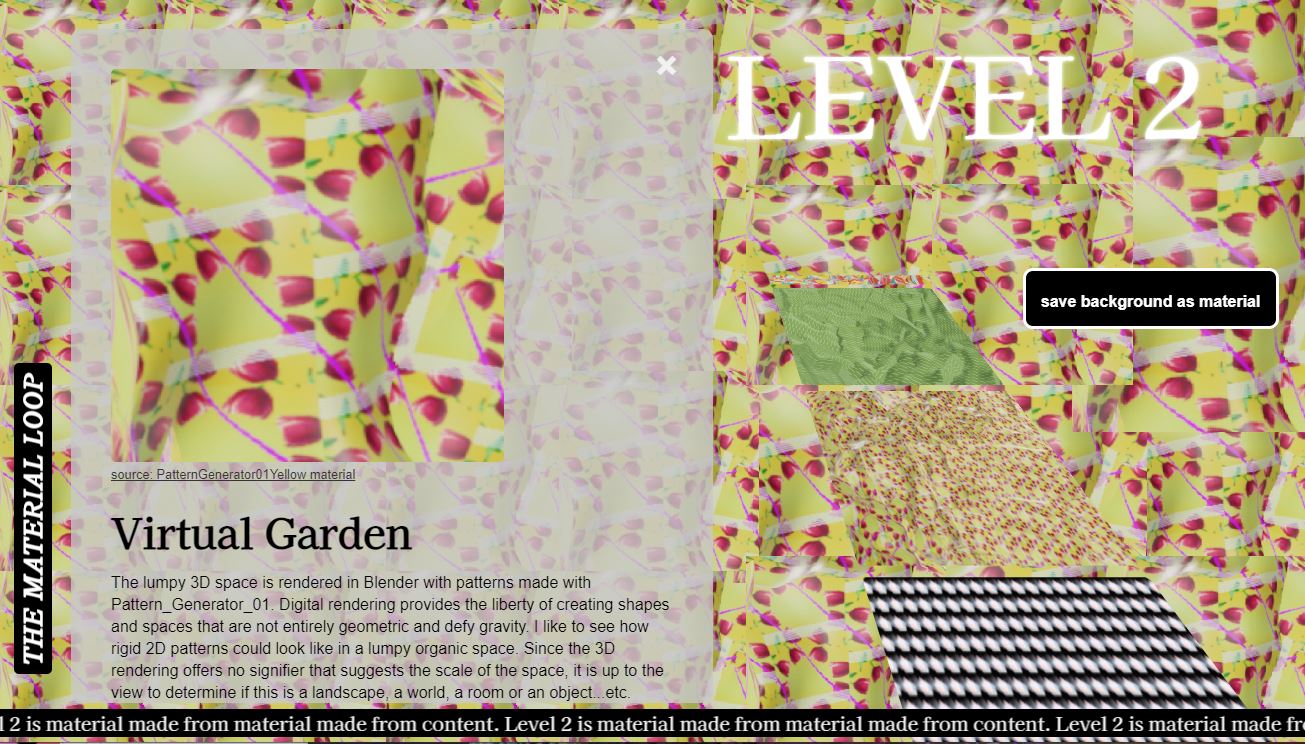 LEVEL 2
save background as material
source: PatternGenerator01Yellow material
Virtual Garden
The lumpy 3D space is rendered in Blender with patterns made with
Pattern_Generator_01. Digital rendering provides the liberty of creating shapes
and spaces that are not entirely geometric and defy gravity. I like to see how
rigid 2D patterns could look like in a lumpy organic space. Since the 3D
rendering offers no signifier that suggests the scale of the space, it is up to the
view to determine if this is a landscape, a world, a room or an object...etc.
THE MATERIAL LOOP
l 2 is material made from material made from content. Level 2 is material made from material made from content. Level 2 is material made fr